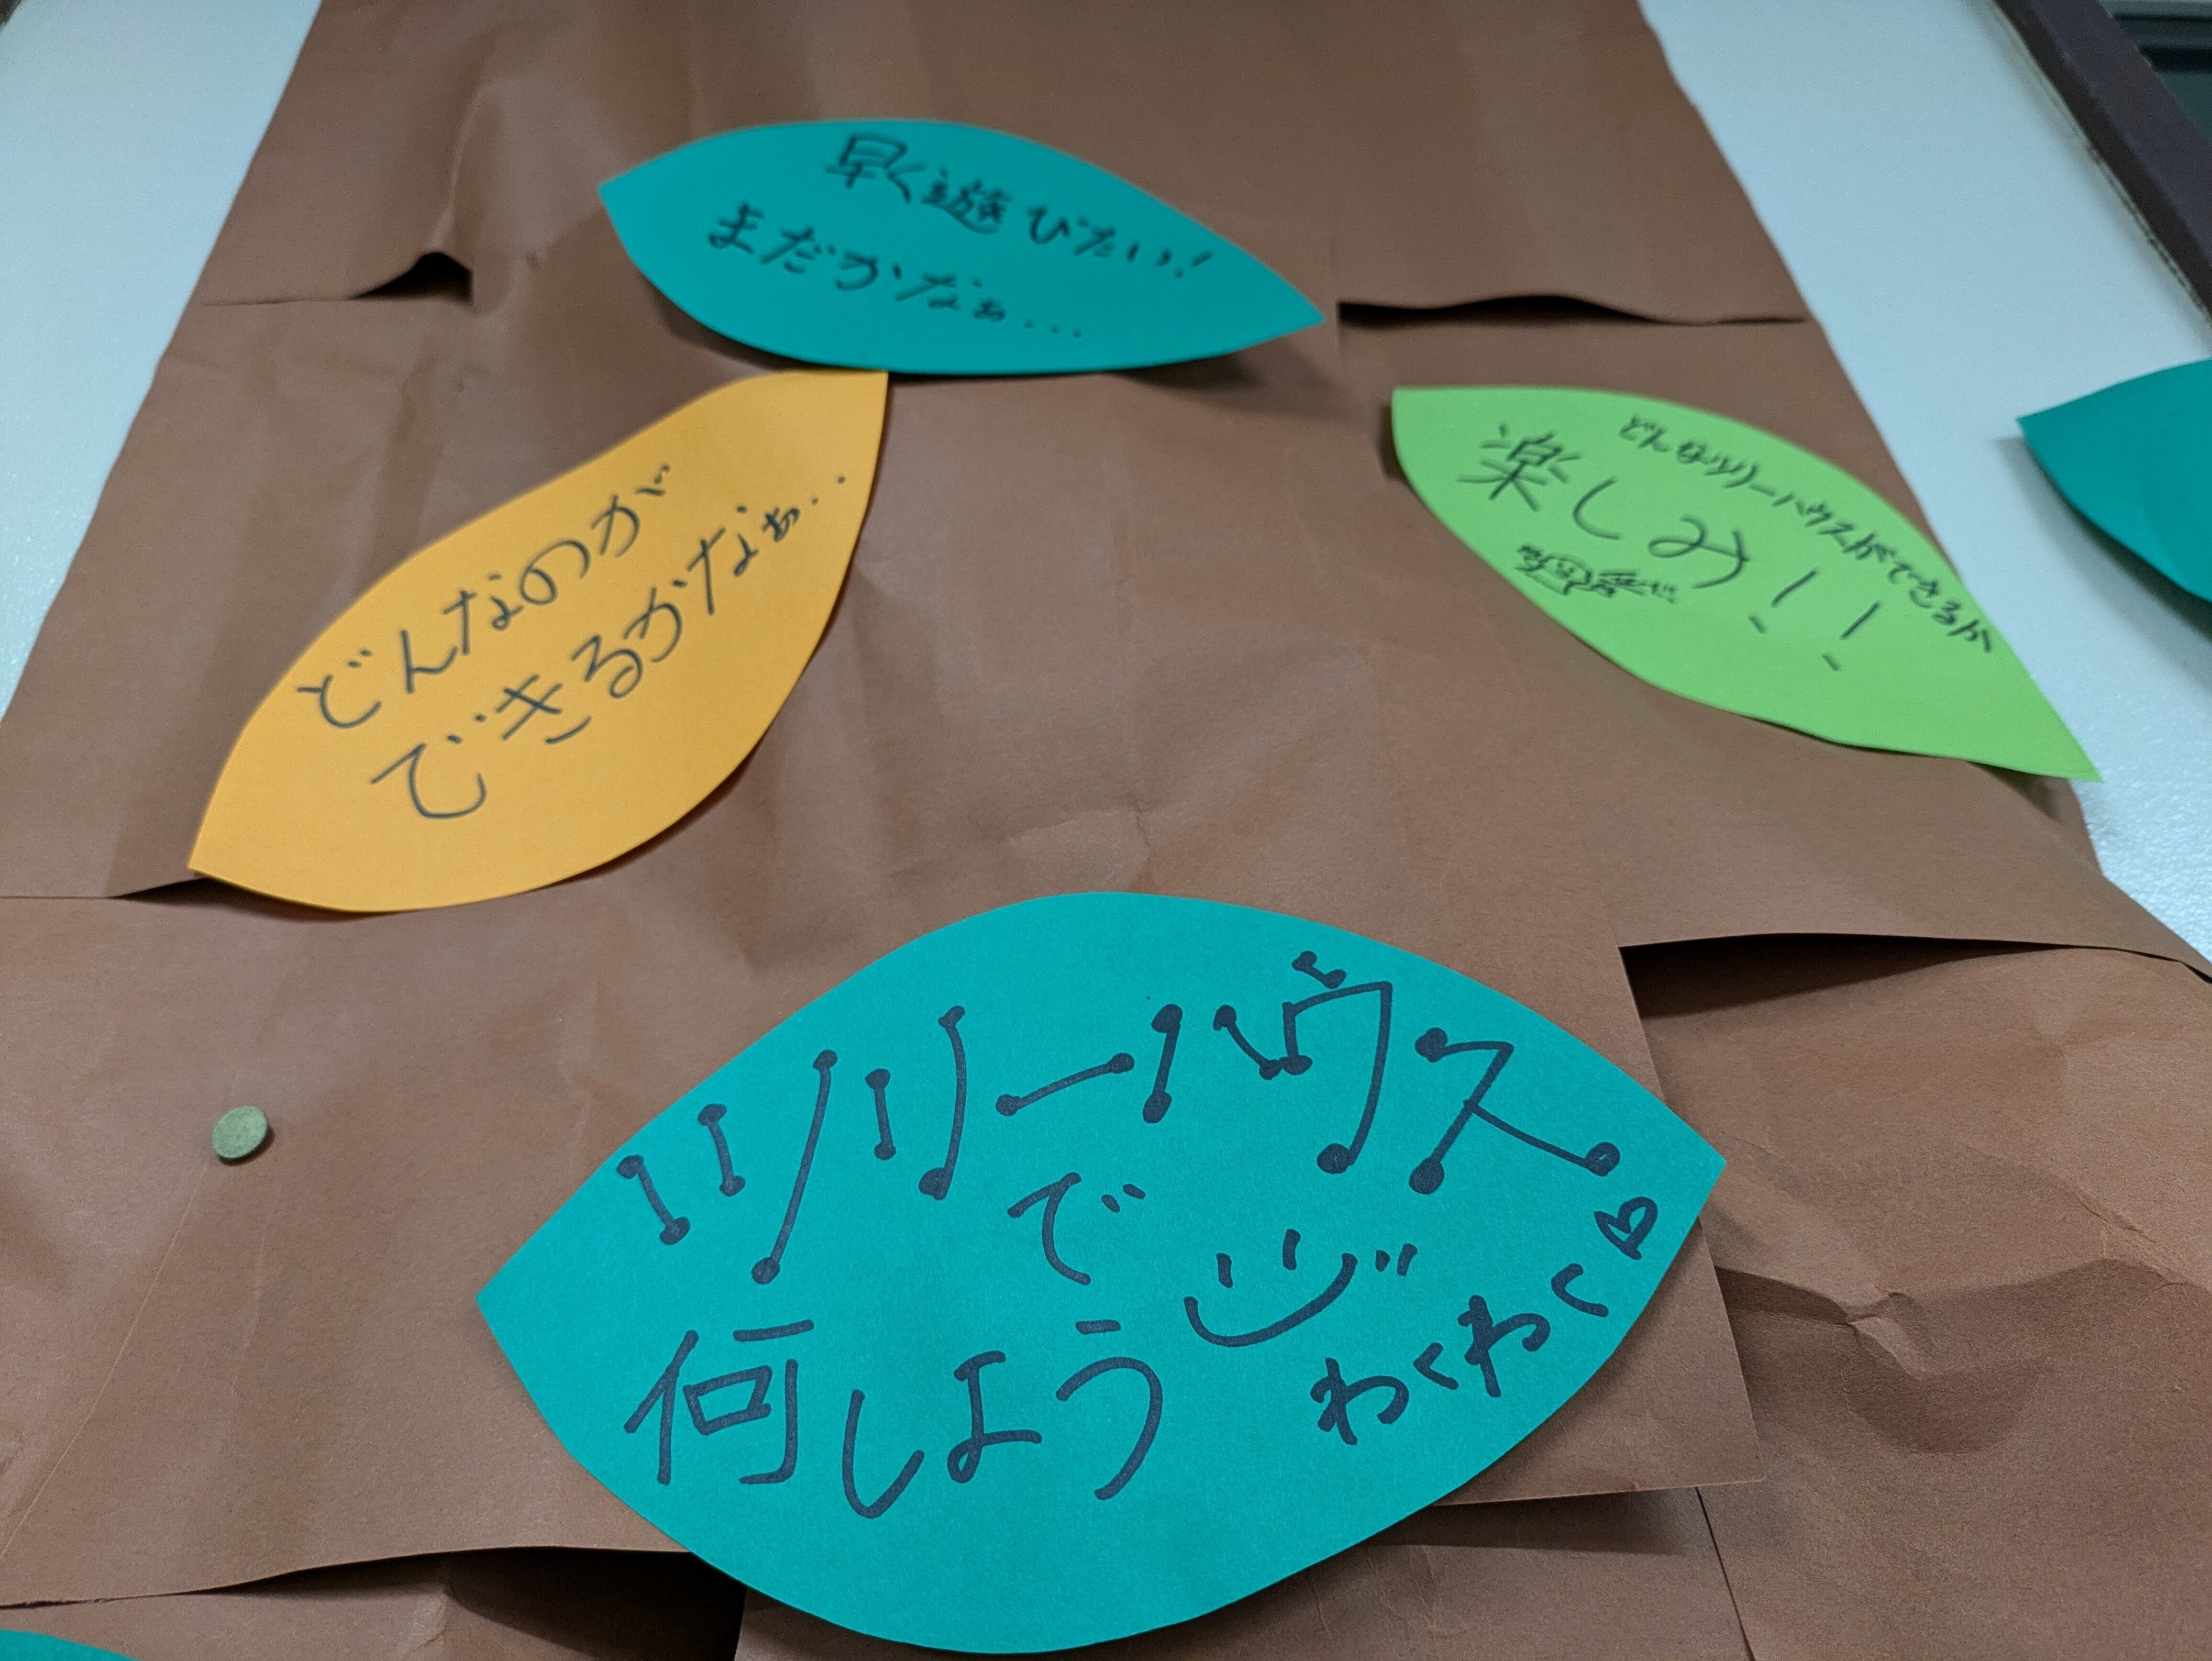 早く遊びたい!
まだかなぁ...
どんなのが
できるかなぁ..
どんなツリーハウスができるか
楽しみ!!
ツリーハウス
で
何しよう
わくわく♡